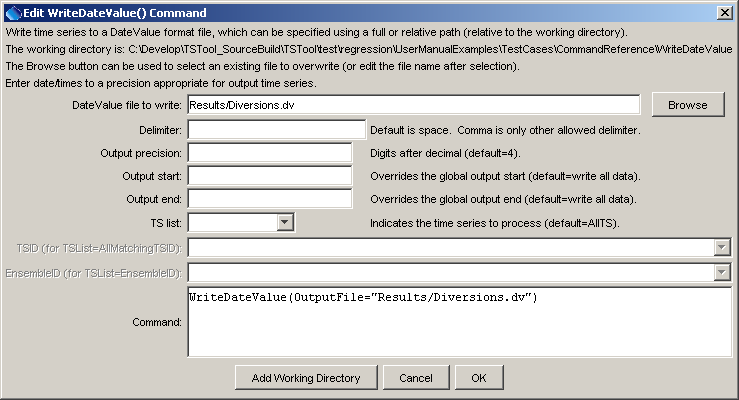 Edit WriteDateValue() Command
Write time series to a DateValue format file, which can be specified using a full or relative path (relative to the working directory).
The working directory is: C:\Develop\TSTool_SourceBuild\TSTool\test\regression\UserManualExamples\TestCases\CommandReference\WriteDateValue
The Browse button can be used to select an existing file to overwrite (or edit the file name after selection).
Enter date/times to a precision appropriate for output time series.
DateValue file to write: Results/Diversions.dv Browse
Delimiter: Default is space. Comma is only other allowed delimiter.
Output precision: Digits after decimal (default=4).
Output start: Overrides the global output start (default=write all data).
Output end: Overrides the global output end (default=write all data).
TS list: Indicates the time series to process (default=AllTS).
TSID (for TSList=AllMatchingTSID):
EnsembleID (for TSList=EnsembleID):
Command: WriteDateValue(OutputFile="Results/Diversions.dv")
Add Working Directory Cancel OK